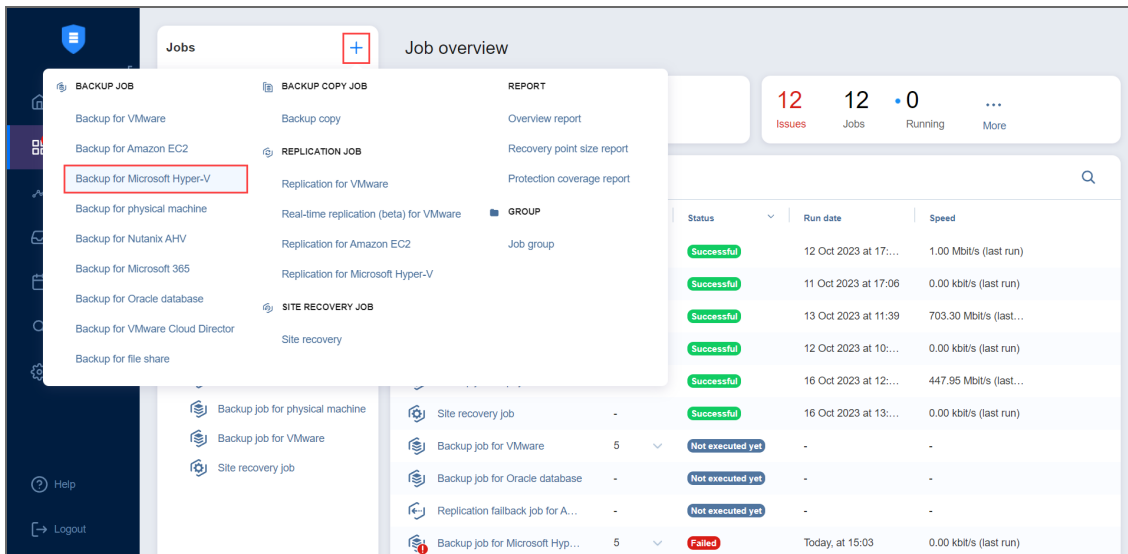 Jobs
+
Job overview
BACKUP JOB
Backup for VMware
Backup for Amazon EC2
Backup for Microsoft Hyper-V
Backup for physical machine
Backup for Nutanix AHV
Backup for Microsoft 365
Backup for Oracle database
Backup for VMware Cloud Director
Backup for file share
BACKUP COPY JOB
Backup copy
REPLICATION JOB
Replication for VMware
Real-time replication (beta) for VMware
Replication for Amazon EC2
Replication for Microsoft Hyper-V
SITE RECOVERY JOB
Site recovery
REPORT
Overview report
Recovery point size report
Protection coverage report
GROUP
Job group
12 12 0 ...
Issues Jobs Running More
Status Run date Speed
Successful 12 Oct 2023 at 17:... 1.00 Mbit/s (last run)
Successful 11 Oct 2023 at 17:06 0.00 kbit/s (last run)
Successful 13 Oct 2023 at 11:39 703.30 Mbit/s (last...
Successful 12 Oct 2023 at 10:... 0.00 kbit/s (last run)
Successful 16 Oct 2023 at 12:... 447.95 Mbit/s (last...
Backup job for physical machine
Backup job for VMware
Site recovery job
Site recovery job - Successful 16 Oct 2023 at 13:... 0.00 kbit/s (last run)
Backup job for VMware 5 Not executed yet - -
Backup job for Oracle database - Not executed yet - -
Replication failback job for A... - Not executed yet - -
Backup job for Microsoft Hyp... 5 Failed Today, at 15:03 0.00 kbit/s (last run)
Help
Logout